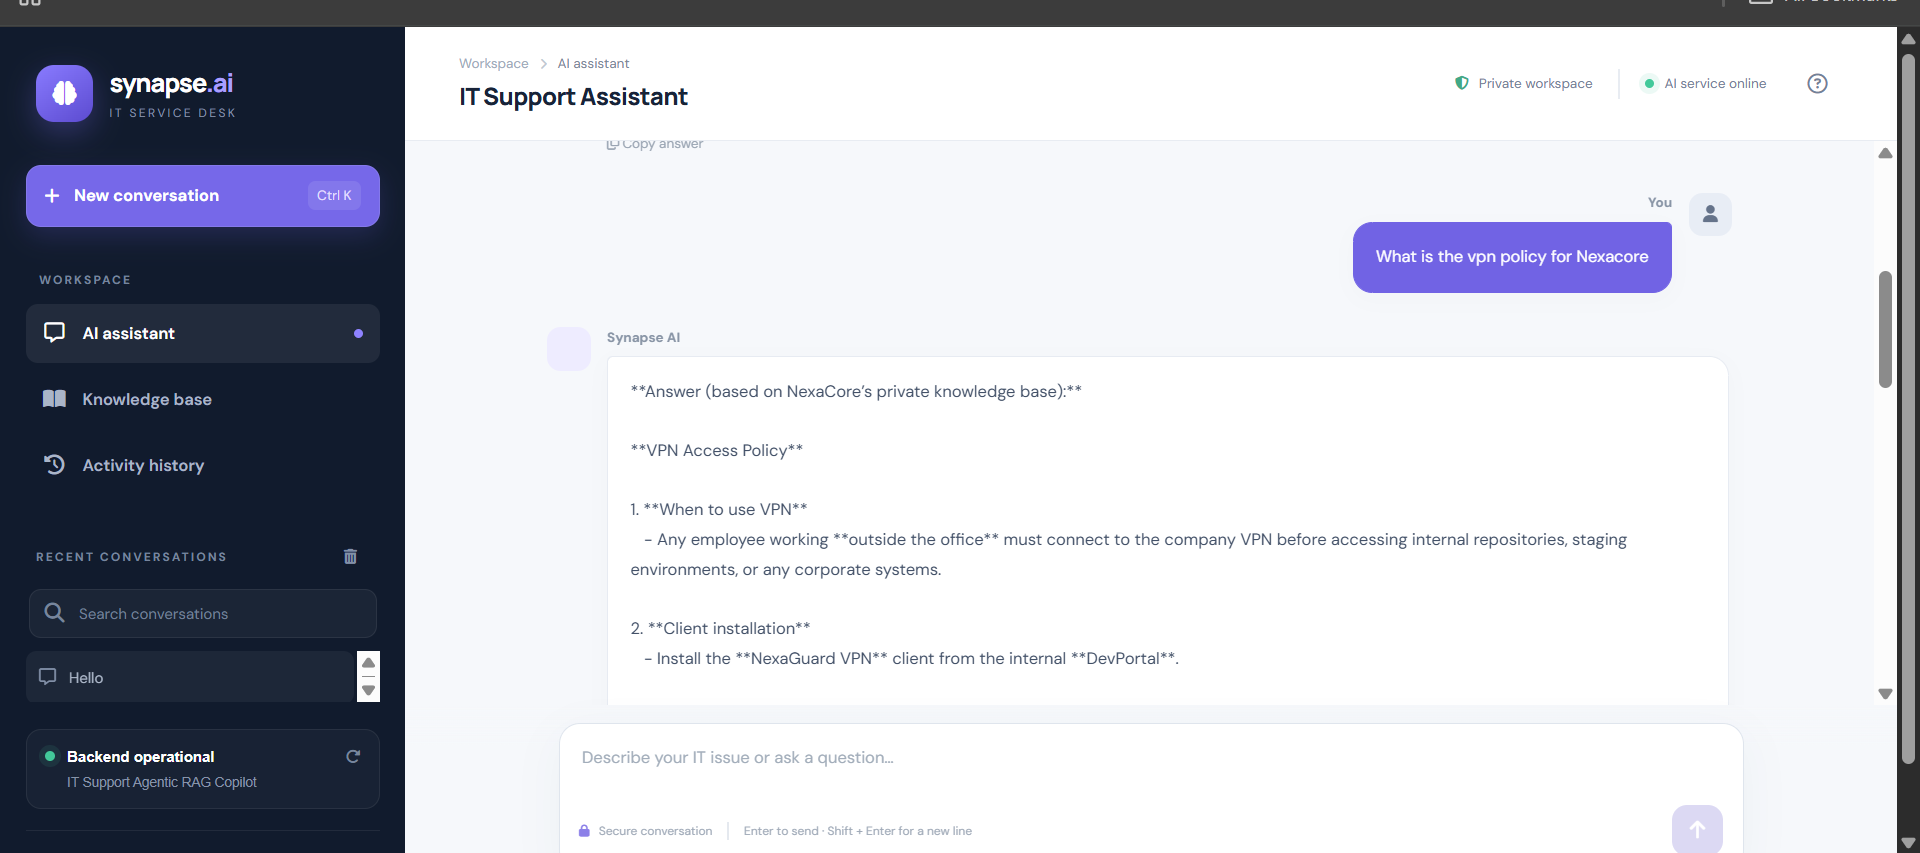 synapse.ai
IT SERVICE DESK
New conversation
Ctrl K
WORKSPACE
AI assistant
Knowledge base
Activity history
RECENT CONVERSATIONS
Search conversations
Hello
Backend operational
IT Support Agentic RAG Copilot
Workspace > AI assistant
IT Support Assistant
Private workspace
AI service online
Copy answer
You
What is the vpn policy for Nexacore
Synapse AI
**Answer (based on NexaCore’s private knowledge base):**
**VPN Access Policy**
1. **When to use VPN**
- Any employee working **outside the office** must connect to the company VPN before accessing internal repositories, staging
environments, or any corporate systems.
2. **Client installation**
- Install the **NexaGuard VPN** client from the internal **DevPortal**.
Describe your IT issue or ask a question...
Secure conversation
Enter to send · Shift + Enter for a new line